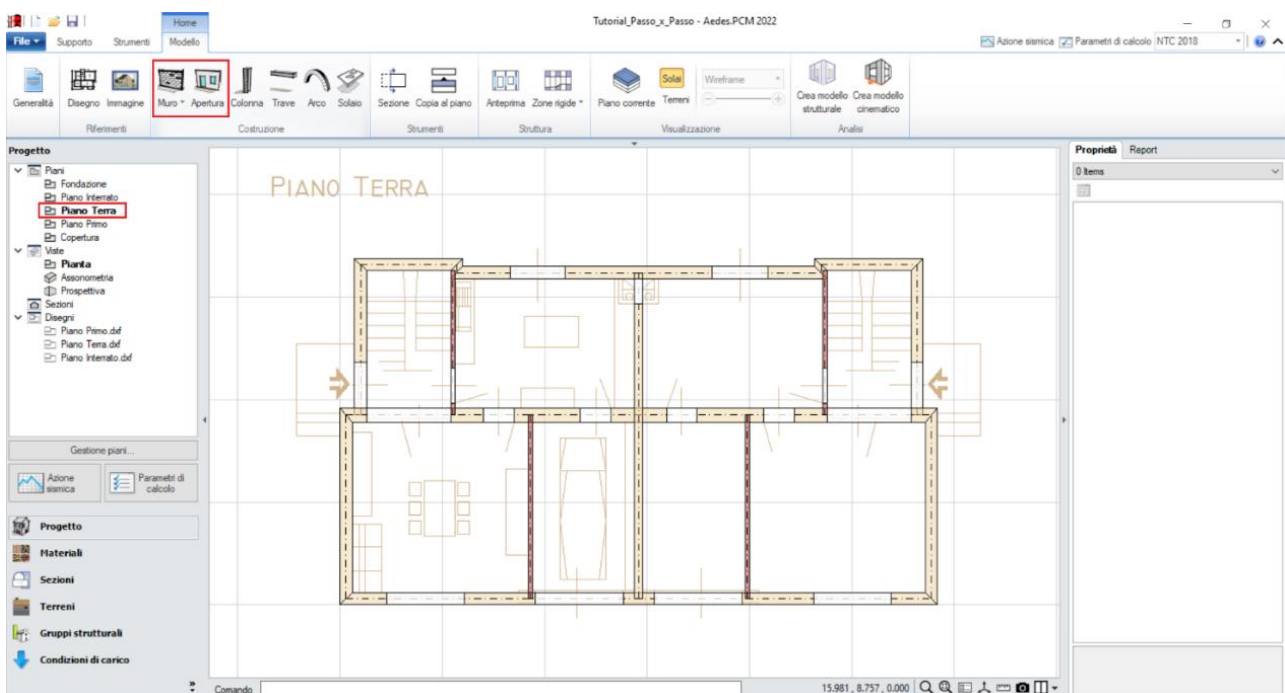 Tutorial_Passo_x_Passo - Aedes.PCM 2022
Home
File Supporto Strumenti Modello
Azione sismica Parametri di calcolo NTC 2018
Generalità Disegno Immagine Muro Apertura Colonna Trave Arco Solaio Sezione Copia al piano Anteprima Zone rigide Piano corrente Solai Terreni Wireframe Crea modello strutturale Crea modello cinematico
Riferimenti Costruzione Strumenti Struttura Visualizzazione Analisi
Progetto
Piani
Fondazione
Piano Interrato
Piano Terra
Piano Primo
Copertura
Viste
Pianta
Assonometria
Prospettiva
Sezioni
Disegni
Piano Primo.dxf
Piano Terra.dxf
Piano Interrato.dxf
Gestione piani...
Azione sismica
Parametri di calcolo
Progetto
Materiali
Sezioni
Terreni
Gruppi strutturali
Condizioni di carico
PIANO TERRA
Proprietà Report
0 Items
Comando
15.981, 8.757, 0.000